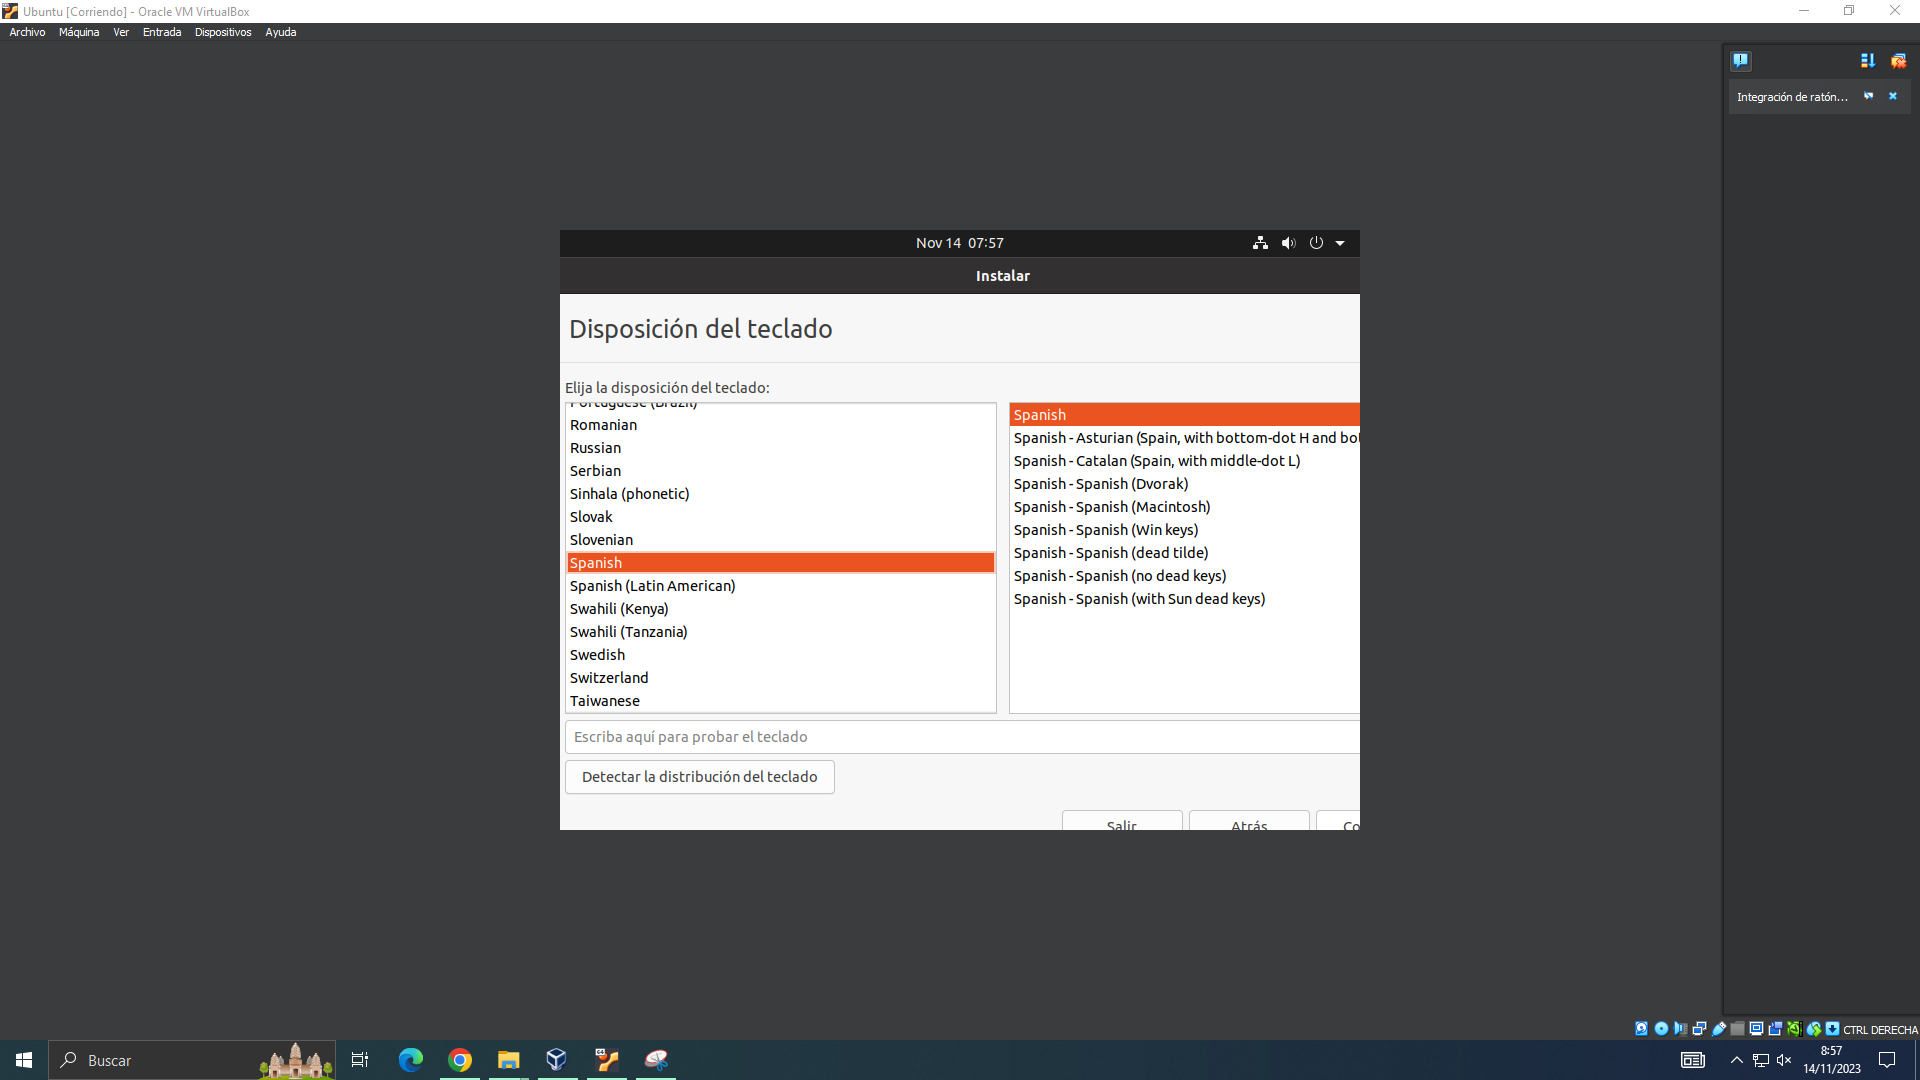 Ubuntu [Corriendo] - Oracle VM VirtualBox
Archivo Máquina Ver Entrada Dispositivos Ayuda
Integración de ratón...
Nov 14 07:57
Instalar
Disposición del teclado
Elija la disposición del teclado:
Portuguese (Brazil)
Romanian
Russian
Serbian
Sinhala (phonetic)
Slovak
Slovenian
Spanish
Spanish (Latin American)
Swahili (Kenya)
Swahili (Tanzania)
Swedish
Switzerland
Taiwanese
Spanish
Spanish - Asturian (Spain, with bottom-dot H and bot
Spanish - Catalan (Spain, with middle-dot L)
Spanish - Spanish (Dvorak)
Spanish - Spanish (Macintosh)
Spanish - Spanish (Win keys)
Spanish - Spanish (dead tilde)
Spanish - Spanish (no dead keys)
Spanish - Spanish (with Sun dead keys)
Escriba aquí para probar el teclado
Detectar la distribución del teclado
Salir
Atrás
Co
CTRL DERECHA
Buscar
8:57
14/11/2023